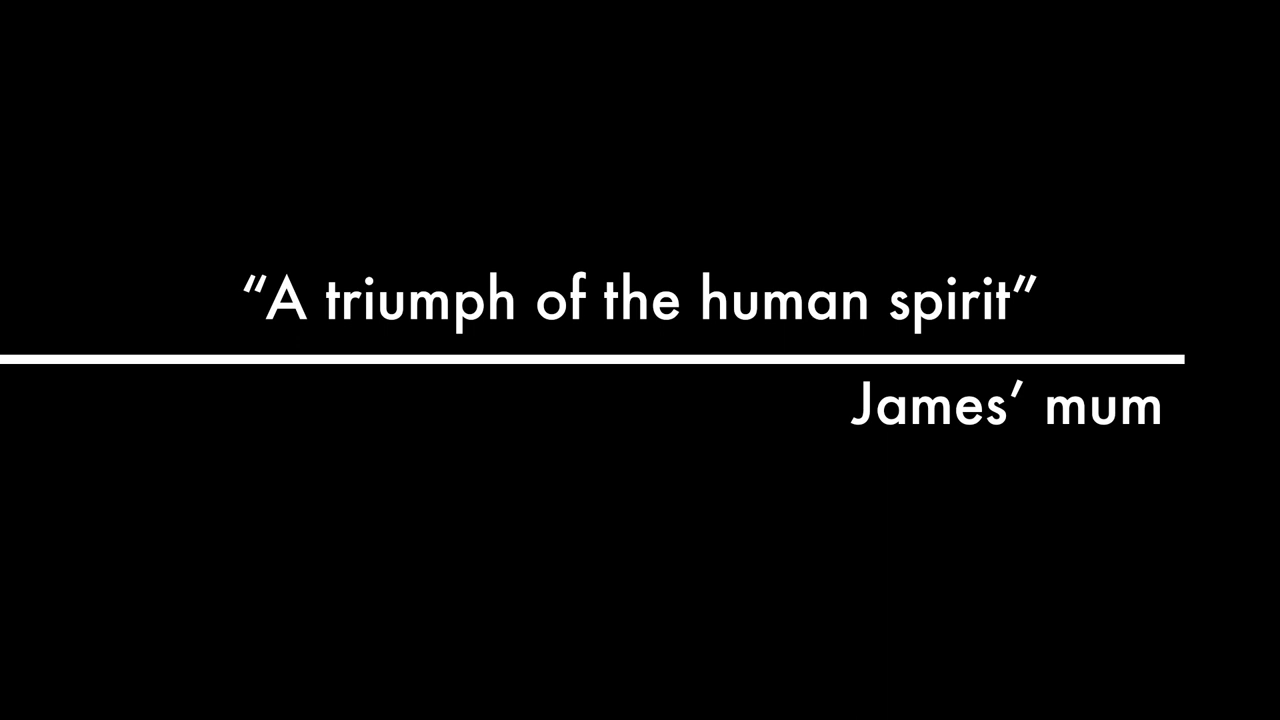 “A triumph of the human spirit”
James’ mum